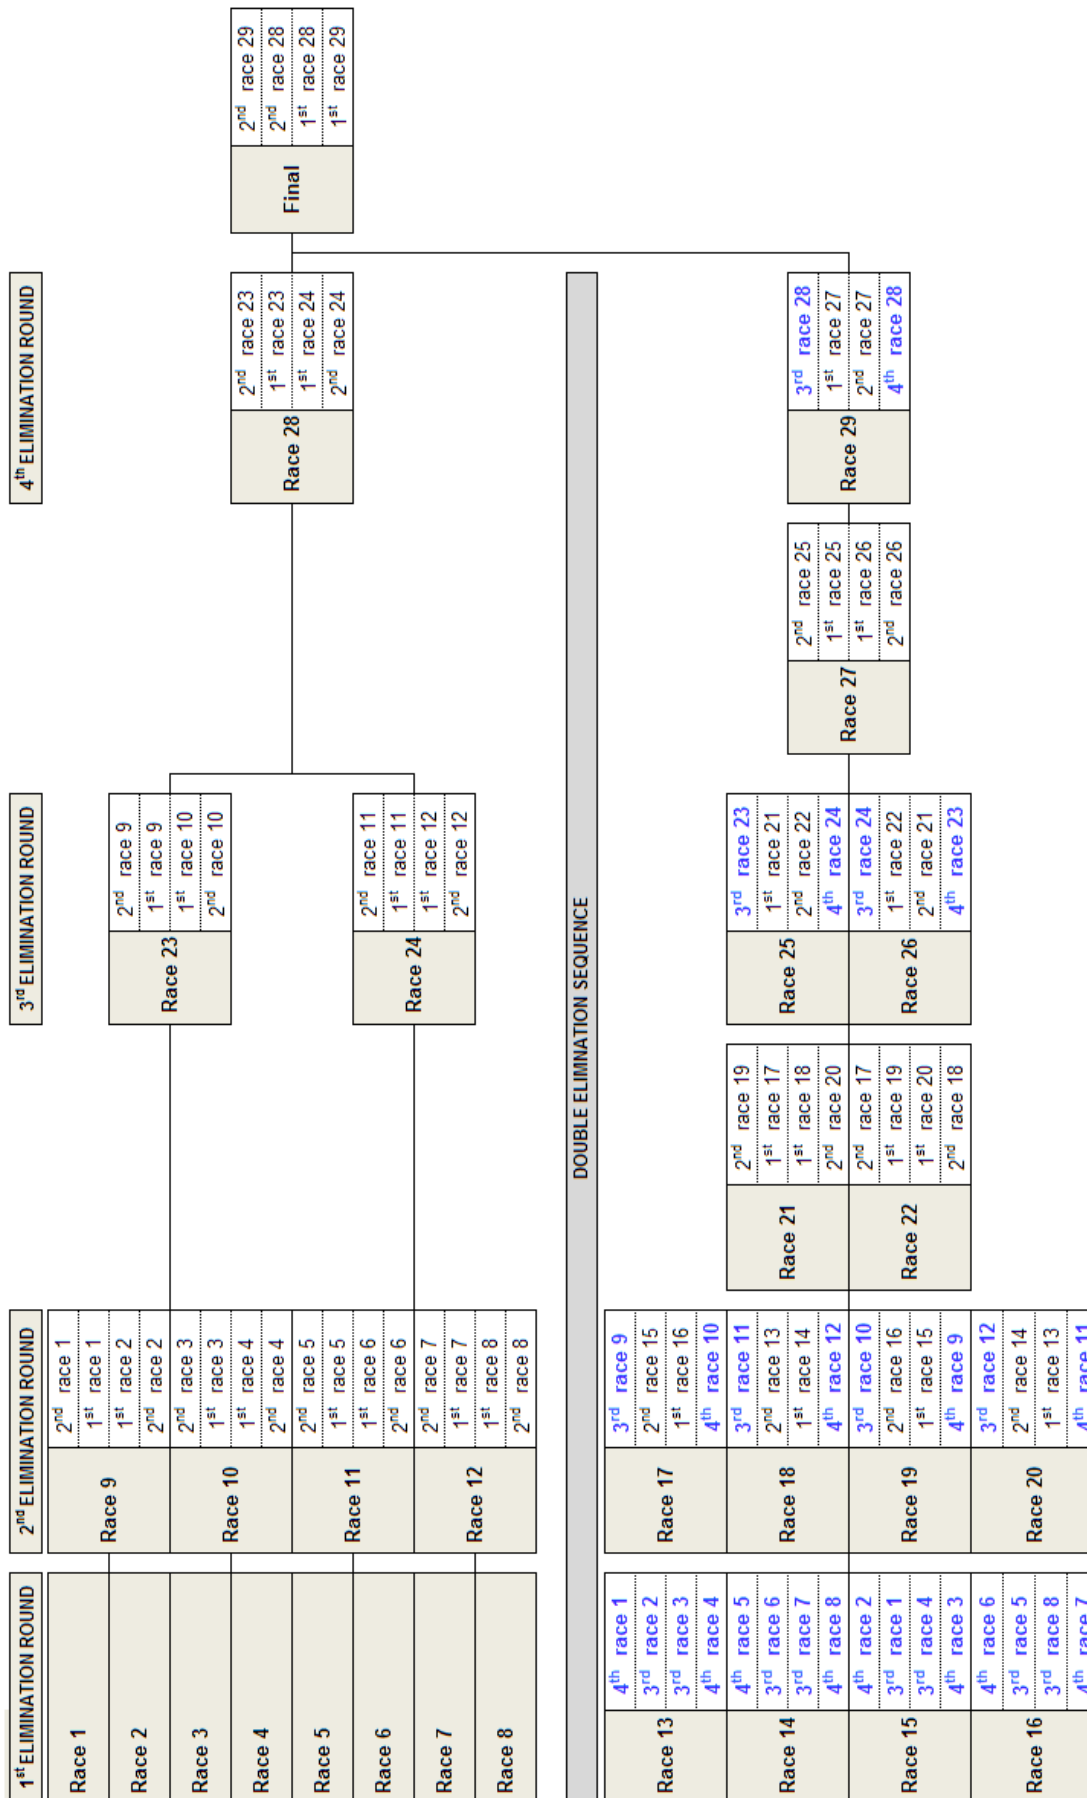 1st ELIMINATION ROUND
Race 1
Race 2
Race 3
Race 4
Race 5
Race 6
Race 7
Race 8
2nd ELIMINATION ROUND
Race 9
2nd race 1
1st race 1
1st race 2
2nd race 2
Race 10
2nd race 3
1st race 3
1st race 4
2nd race 4
Race 11
2nd race 5
1st race 5
1st race 6
2nd race 6
Race 12
2nd race 7
1st race 7
1st race 8
2nd race 8
3rd ELIMINATION ROUND
Race 23
2nd race 9
1st race 9
1st race 10
2nd race 10
Race 24
2nd race 11
1st race 11
1st race 12
2nd race 12
4th ELIMINATION ROUND
Race 28
2nd race 23
1st race 23
1st race 24
2nd race 24
Final
2nd race 29
2nd race 28
1st race 28
1st race 29
DOUBLE ELIMNATION SEQUENCE
Race 13
4th race 1
3rd race 2
3rd race 3
4th race 4
Race 14
4th race 5
3rd race 6
3rd race 7
4th race 8
Race 15
4th race 2
3rd race 1
3rd race 4
4th race 3
Race 16
4th race 6
3rd race 5
3rd race 8
4th race 7
Race 17
3rd race 9
2nd race 15
1st race 16
4th race 10
Race 18
3rd race 11
2nd race 13
1st race 14
4th race 12
Race 19
3rd race 10
2nd race 16
1st race 15
4th race 9
Race 20
3rd race 12
2nd race 14
1st race 13
4th race 11
Race 21
2nd race 19
1st race 17
1st race 18
2nd race 20
Race 22
2nd race 17
1st race 19
1st race 20
2nd race 18
Race 25
3rd race 23
1st race 21
2nd race 22
4th race 24
Race 26
3rd race 24
1st race 22
2nd race 21
4th race 23
Race 27
2nd race 25
1st race 25
1st race 26
2nd race 26
Race 29
3rd race 28
1st race 27
2nd race 27
4th race 28